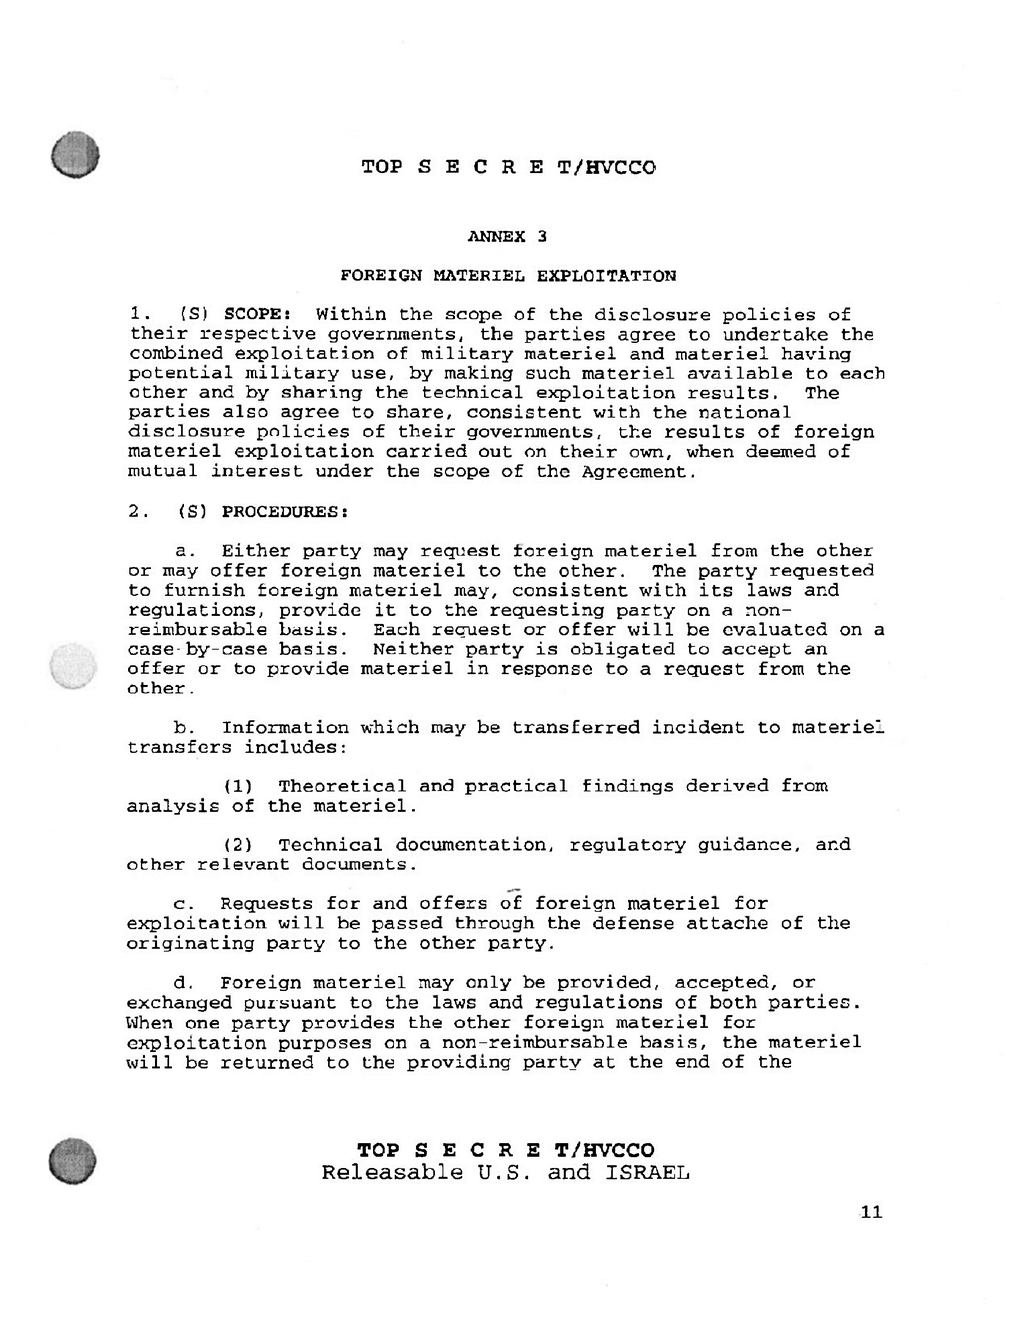 TOP S E C R E T/HVCCO
ANNEX 3
FOREIGN MATERIEL EXPLOITATION
1. (S) SCOPE: Within the scope of the disclosure policies of
their respective governments, the parties agree to undertake the
combined exploitation of military materiel and materiel having
potential military use, by making such materiel available to each
other and by sharing the technical exploitation results. The
parties also agree to share, consistent with the national
disclosure policies of their governments, the results of foreign
materiel exploitation carried out on their own, when deemed of
mutual interest under the scope of the Agreement.
2. (S) PROCEDURES:
a. Either party may request foreign materiel from the other
or may offer foreign materiel to the other. The party requested
to furnish foreign materiel may, consistent with its laws and
regulations, provide it to the requesting party on a non-
reimbursable basis. Each request or offer will be evaluated on a
case-by-case basis. Neither party is obligated to accept an
offer or to provide materiel in response to a request from the
other.
b. Information which may be transferred incident to materiel
transfers includes:
(1) Theoretical and practical findings derived from
analysis of the materiel.
(2) Technical documentation, regulatory guidance, and
other relevant documents.
c. Requests for and offers of foreign materiel for
exploitation will be passed through the defense attache of the
originating party to the other party.
d. Foreign materiel may only be provided, accepted, or
exchanged pursuant to the laws and regulations of both parties.
When one party provides the other foreign materiel for
exploitation purposes on a non-reimbursable basis, the materiel
will be returned to the providing party at the end of the
TOP S E C R E T/HVCCO
Releasable U.S. and ISRAEL
11